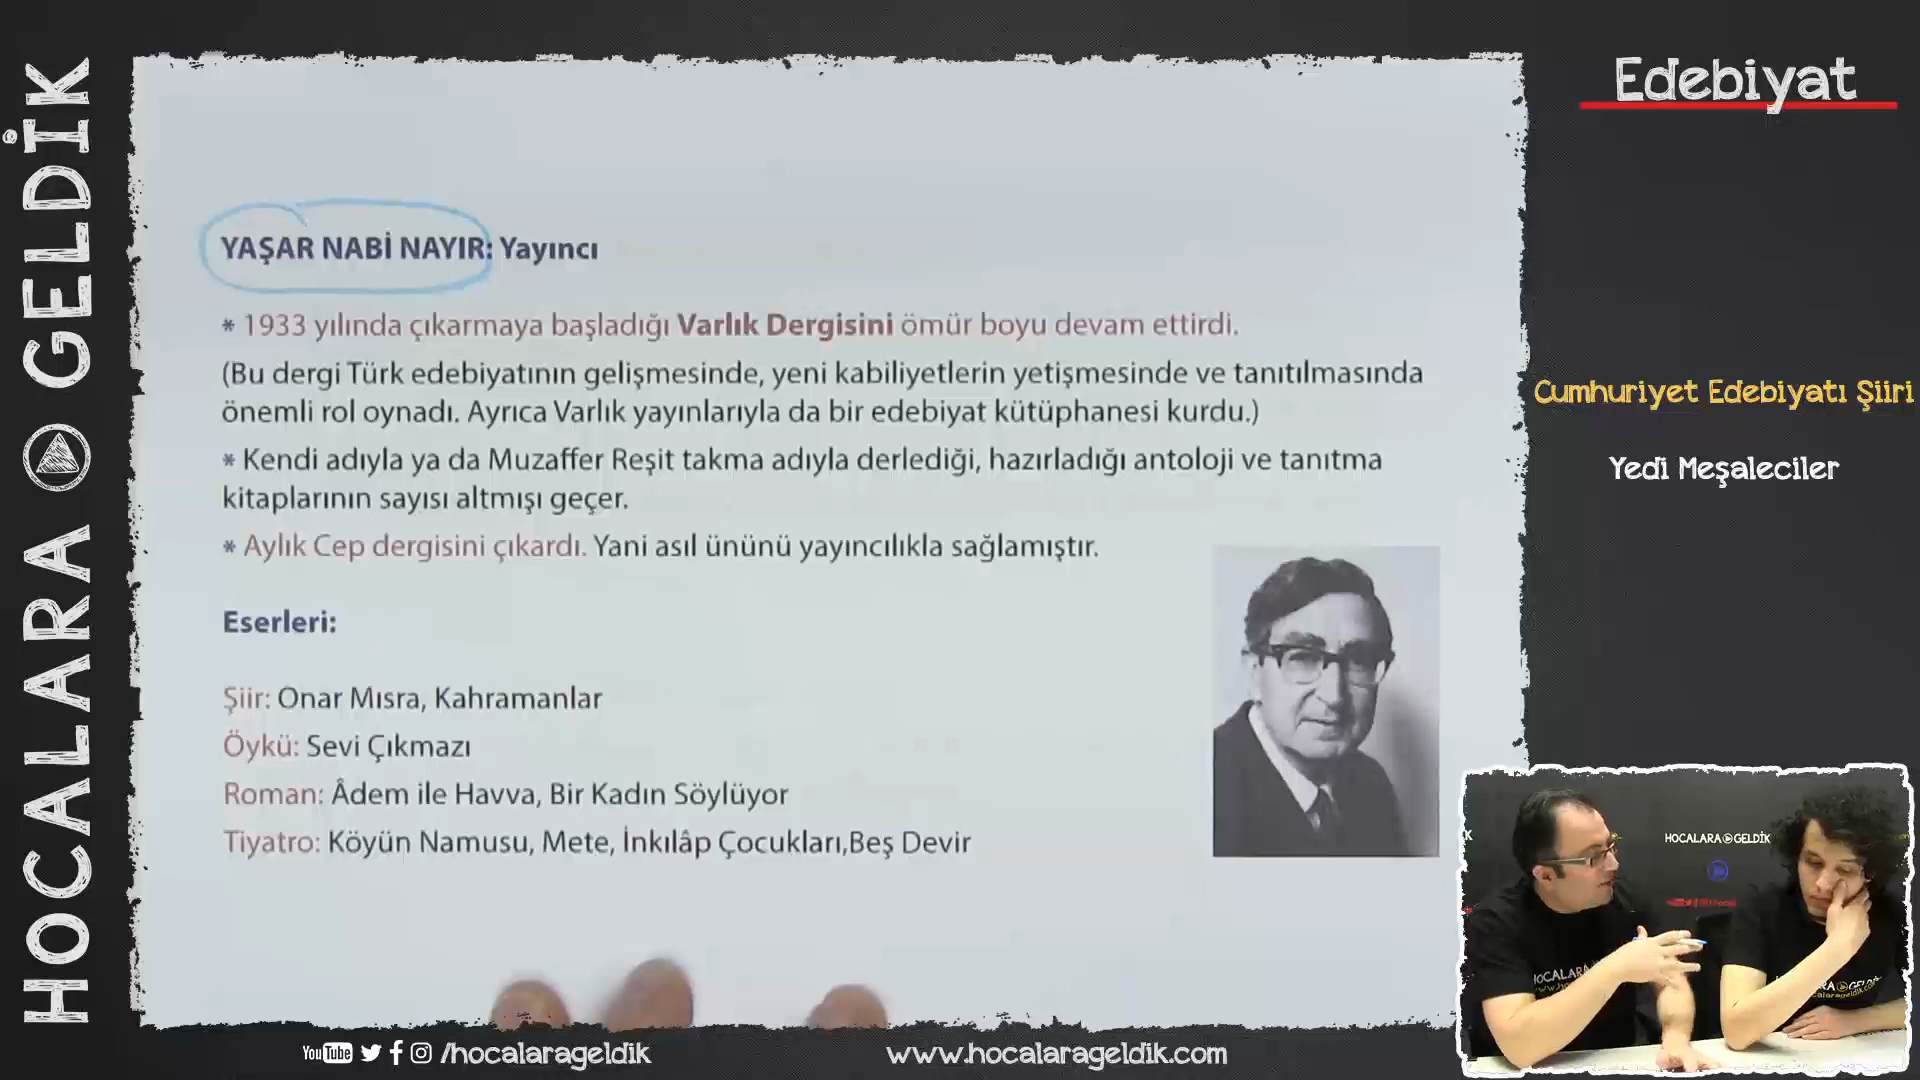 HOCALARA GELDİK
Edebiyat
YAŞAR NABİ NAYIR: Yayıncı
* 1933 yılında çıkarmaya başladığı Varlık Dergisini ömür boyu devam ettirdi.
(Bu dergi Türk edebiyatının gelişmesinde, yeni kabiliyetlerin yetişmesinde ve tanıtılmasında
önemli rol oynadı. Ayrıca Varlık yayınlarıyla da bir edebiyat kütüphanesi kurdu.)
* Kendi adıyla ya da Muzaffer Reşit takma adıyla derlediği, hazırladığı antoloji ve tanıtma
kitaplarının sayısı altmışı geçer.
* Aylık Cep dergisini çıkardı. Yani asıl ününü yayıncılıkla sağlamıştır.
Eserleri:
Şiir: Onar Mısra, Kahramanlar
Öykü: Sevi Çıkmazı
Roman: Âdem ile Havva, Bir Kadın Söylüyor
Tiyatro: Köyün Namusu, Mete, İnkılâp Çocukları,Beş Devir
Cumhuriyet Edebiyatı Şiiri
Yedi Meşaleciler
HOCALARA GELDİK
YouTube /hocalarageldik
www.hocalarageldik.com